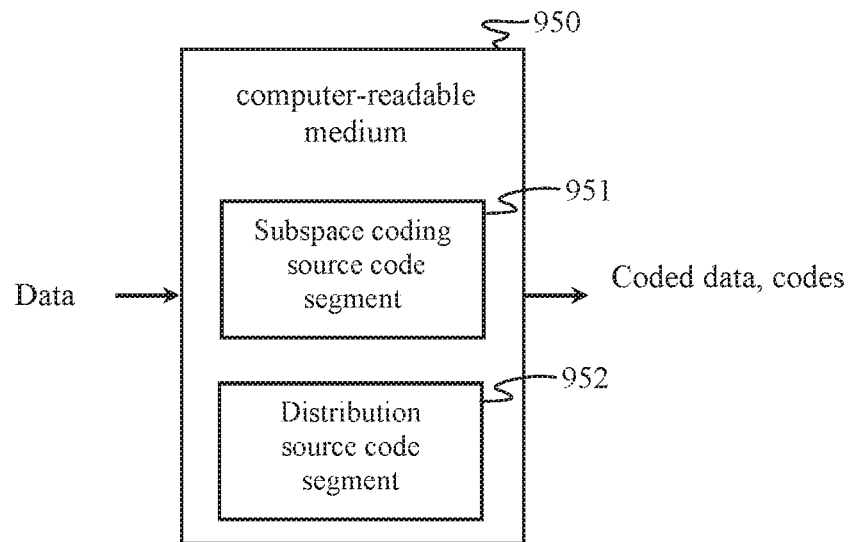 950
computer-readable
medium
951
Subspace coding
source code
segment
Data
Coded data, codes
952
Distribution
source code
segment